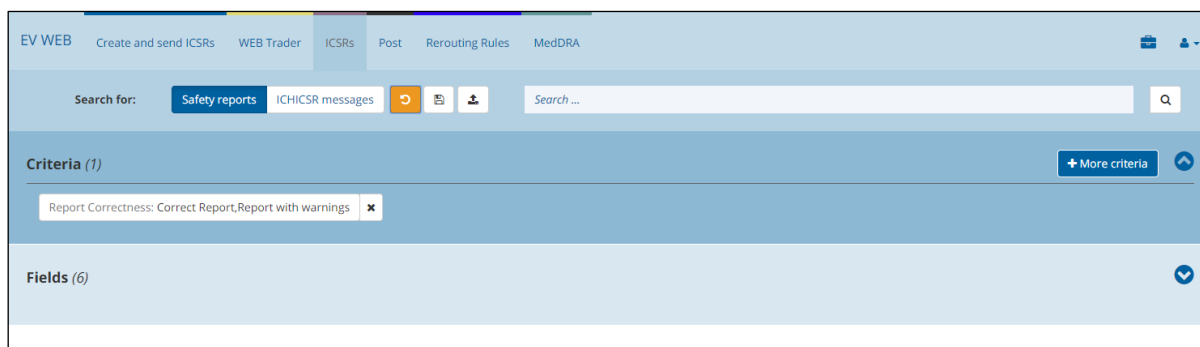 EV WEB Create and send ICSRs WEB Trader ICSRs Post Rerouting Rules MedDRA
Search for: Safety reports ICHICSR messages Search ...
Criteria (1) + More criteria
Report Correctness: Correct Report,Report with warnings ×
Fields (6)